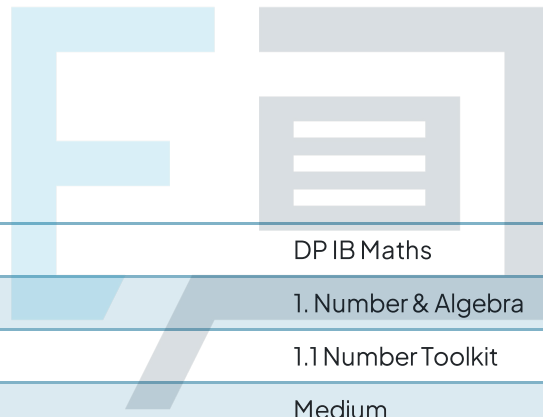 DP IB Maths
1. Number & Algebra
1.1 Number Toolkit
Medium